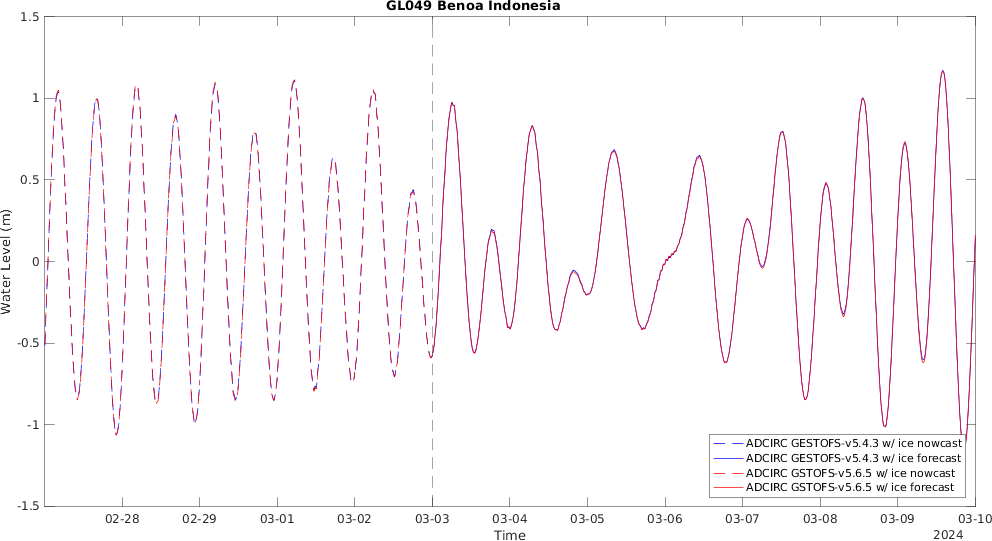 GL049 Benoa Indonesia
1.5
1
0.5
0
-0.5
-1
-1.5
Water Level (m)
ADCIRC GESTOFS-v5.4.3 w/ ice nowcast
ADCIRC GESTOFS-v5.4.3 w/ ice forecast
ADCIRC GSTOFS-v5.6.5 w/ ice nowcast
ADCIRC GSTOFS-v5.6.5 w/ ice forecast
02-28 02-29 03-01 03-02 03-03 03-04 03-05 03-06 03-07 03-08 03-09 03-10
Time
2024